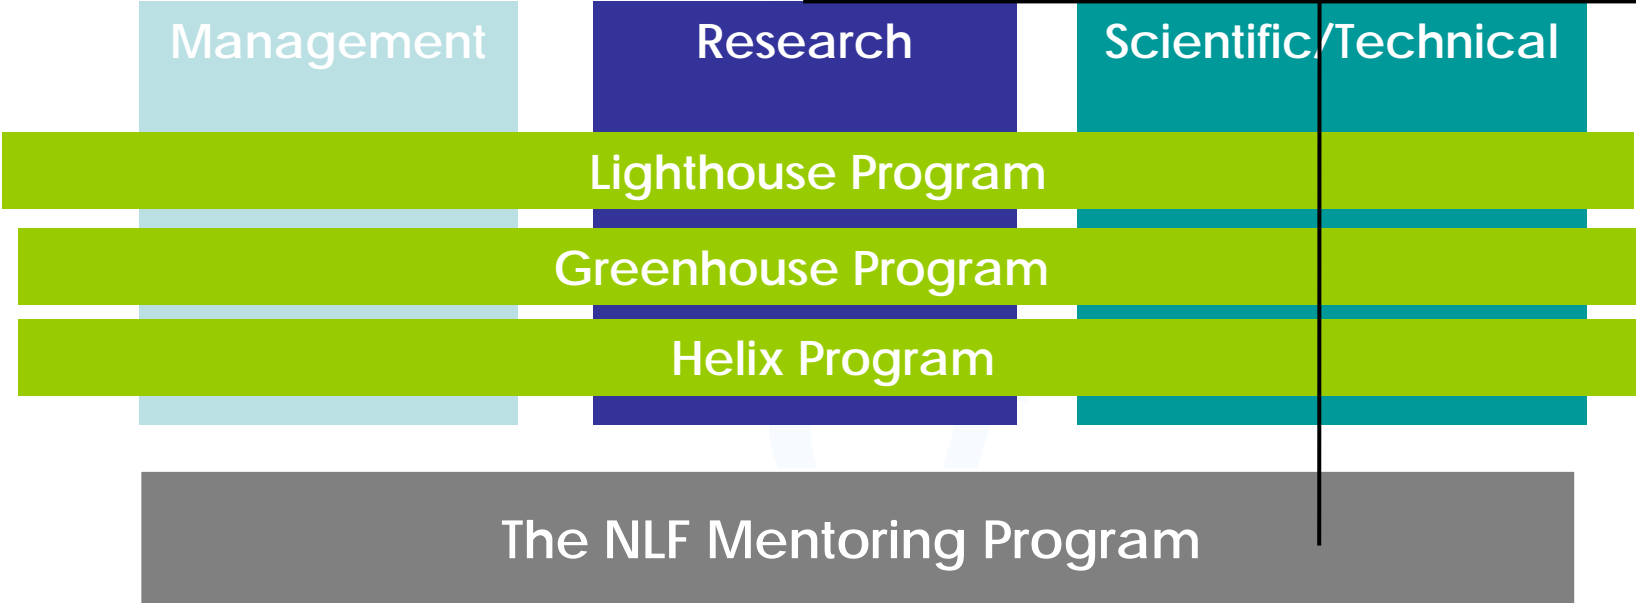 Management
Research
Scientific/Technical
Lighthouse Program
Greenhouse Program
Helix Program
The NLF Mentoring Program